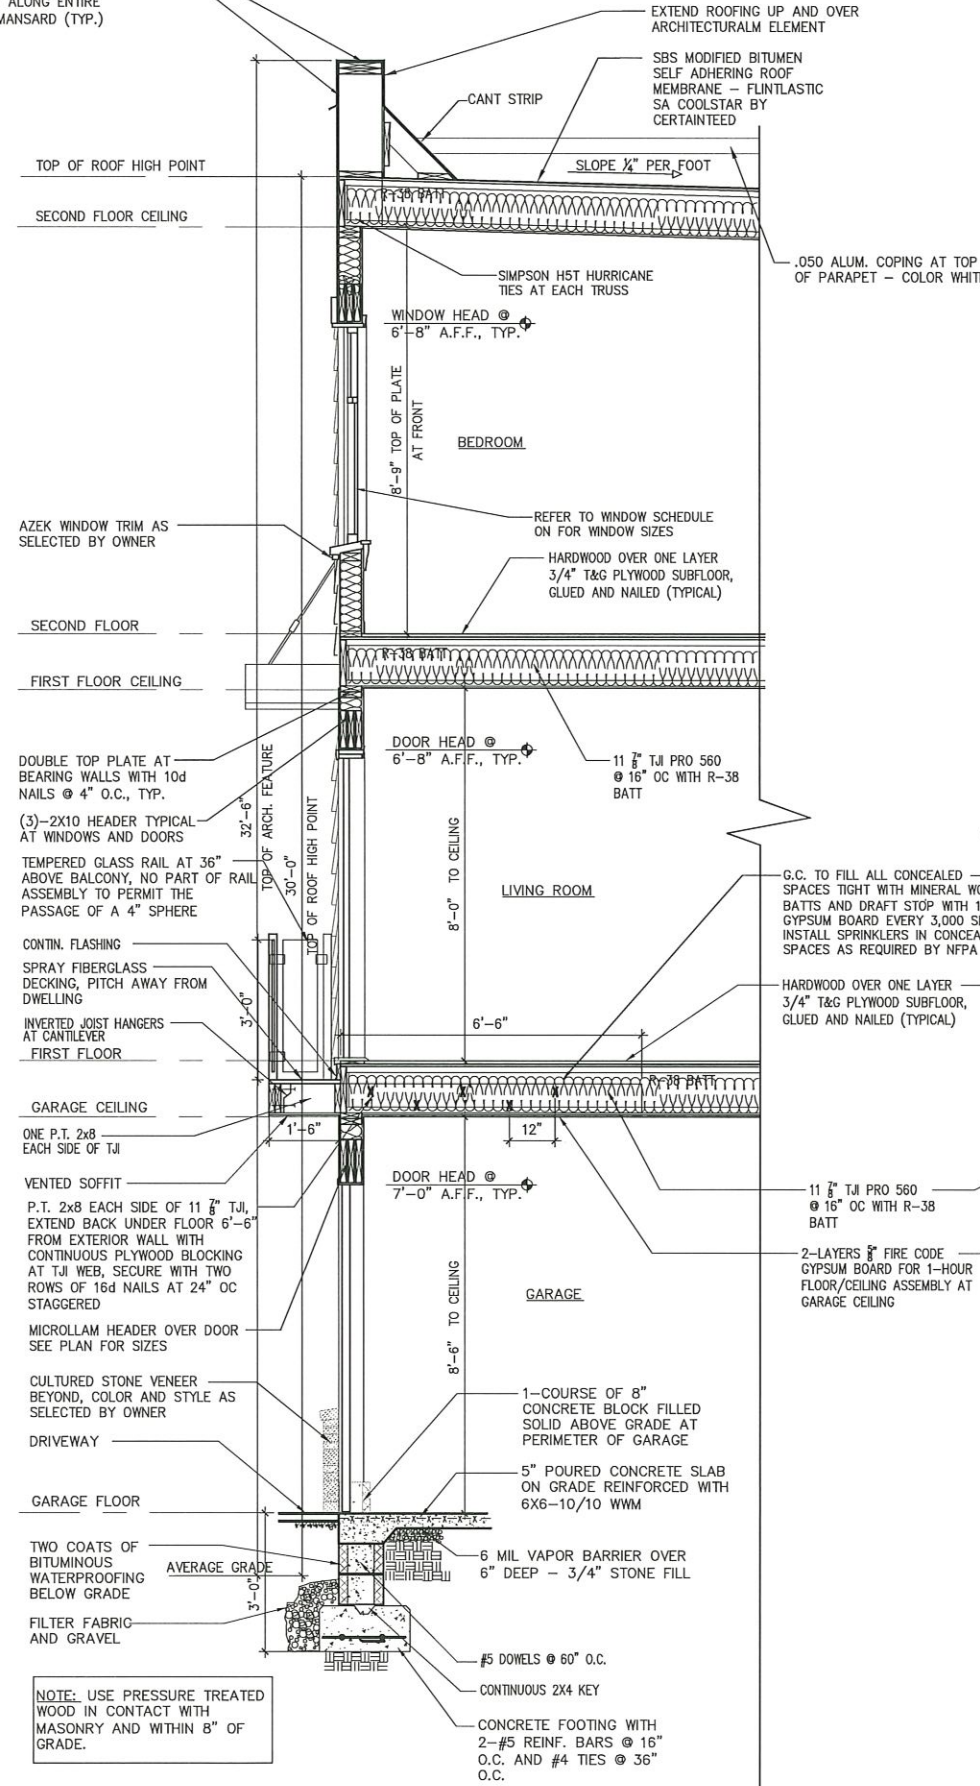 ALONG ENTIRE
MANSARD (TYP.)
EXTEND ROOFING UP AND OVER
ARCHITECTURALM ELEMENT
SBS MODIFIED BITUMEN
SELF ADHERING ROOF
MEMBRANE – FLINTLASTIC
SA COOLSTAR BY
CERTAINTEED
CANT STRIP
TOP OF ROOF HIGH POINT
SLOPE ¼" PER FOOT
R-38 BATT
SECOND FLOOR CEILING
.050 ALUM. COPING AT TOP
OF PARAPET – COLOR WHIT
SIMPSON H5T HURRICANE
TIES AT EACH TRUSS
WINDOW HEAD @
6'-8" A.F.F., TYP.
8'-9" TOP OF PLATE
AT FRONT
BEDROOM
REFER TO WINDOW SCHEDULE
ON FOR WINDOW SIZES
AZEK WINDOW TRIM AS
SELECTED BY OWNER
HARDWOOD OVER ONE LAYER
3/4" T&G PLYWOOD SUBFLOOR,
GLUED AND NAILED (TYPICAL)
SECOND FLOOR
R-38 BATT
FIRST FLOOR CEILING
DOOR HEAD @
6'-8" A.F.F., TYP.
11 ⅞" TJI PRO 560
@ 16" OC WITH R-38
BATT
DOUBLE TOP PLATE AT
BEARING WALLS WITH 10d
NAILS @ 4" O.C., TYP.
(3)-2X10 HEADER TYPICAL
AT WINDOWS AND DOORS
32'-6"
TOP OF ARCH. FEATURE
30'-0"
TOP OF ROOF HIGH POINT
TEMPERED GLASS RAIL AT 36"
ABOVE BALCONY, NO PART OF RAIL
ASSEMBLY TO PERMIT THE
PASSAGE OF A 4" SPHERE
8'-0" TO CEILING
LIVING ROOM
G.C. TO FILL ALL CONCEALED
SPACES TIGHT WITH MINERAL WO
BATTS AND DRAFT STOP WITH 1
GYPSUM BOARD EVERY 3,000 S
INSTALL SPRINKLERS IN CONCEA
SPACES AS REQUIRED BY NFPA
CONTIN. FLASHING
SPRAY FIBERGLASS
DECKING, PITCH AWAY FROM
DWELLING
HARDWOOD OVER ONE LAYER
3/4" T&G PLYWOOD SUBFLOOR,
GLUED AND NAILED (TYPICAL)
3'-0"
6'-6"
INVERTED JOIST HANGERS
AT CANTILEVER
FIRST FLOOR
R-38 BATT
GARAGE CEILING
1'-6"
12"
ONE P.T. 2x8
EACH SIDE OF TJI
VENTED SOFFIT
DOOR HEAD @
7'-0" A.F.F., TYP.
11 ⅞" TJI PRO 560
@ 16" OC WITH R-38
BATT
P.T. 2x8 EACH SIDE OF 11 ⅞" TJI,
EXTEND BACK UNDER FLOOR 6'-6"
FROM EXTERIOR WALL WITH
CONTINUOUS PLYWOOD BLOCKING
AT TJI WEB, SECURE WITH TWO
ROWS OF 16d NAILS AT 24" OC
STAGGERED
2-LAYERS ⅝" FIRE CODE
GYPSUM BOARD FOR 1-HOUR
FLOOR/CEILING ASSEMBLY AT
GARAGE CEILING
GARAGE
8'-6" TO CEILING
MICROLLAM HEADER OVER DOOR
SEE PLAN FOR SIZES
CULTURED STONE VENEER
BEYOND, COLOR AND STYLE AS
SELECTED BY OWNER
1-COURSE OF 8"
CONCRETE BLOCK FILLED
SOLID ABOVE GRADE AT
PERIMETER OF GARAGE
DRIVEWAY
5" POURED CONCRETE SLAB
ON GRADE REINFORCED WITH
6X6-10/10 WWM
GARAGE FLOOR
TWO COATS OF
BITUMINOUS
WATERPROOFING
BELOW GRADE
AVERAGE GRADE
3'-0"
6 MIL VAPOR BARRIER OVER
6" DEEP – 3/4" STONE FILL
FILTER FABRIC
AND GRAVEL
#5 DOWELS @ 60" O.C.
CONTINUOUS 2X4 KEY
NOTE: USE PRESSURE TREATED
WOOD IN CONTACT WITH
MASONRY AND WITHIN 8" OF
GRADE.
CONCRETE FOOTING WITH
2-#5 REINF. BARS @ 16"
O.C. AND #4 TIES @ 36"
O.C.